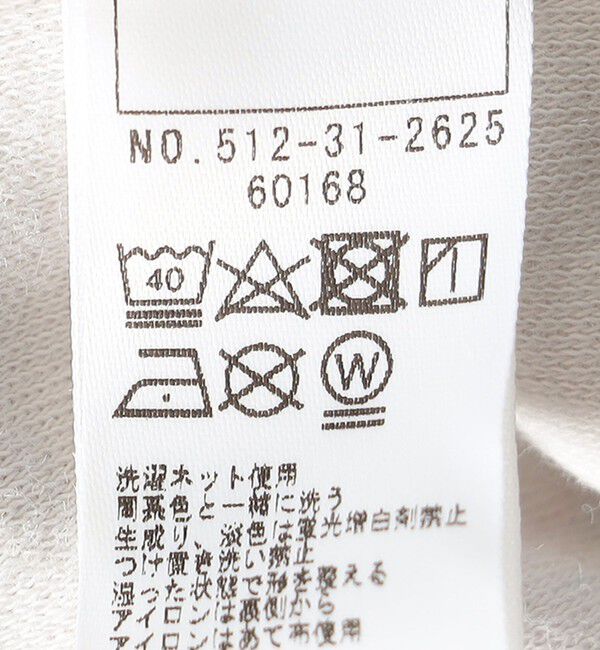 NO.512-31-2625
60168
40
W
洗濯ネット使用
同系色と一緒に洗う
生成り、淡色は蛍光増白剤禁止
つけ置き洗い禁止
湿った状態で形を整える
アイロンは裏側から
アイロンはあて布使用